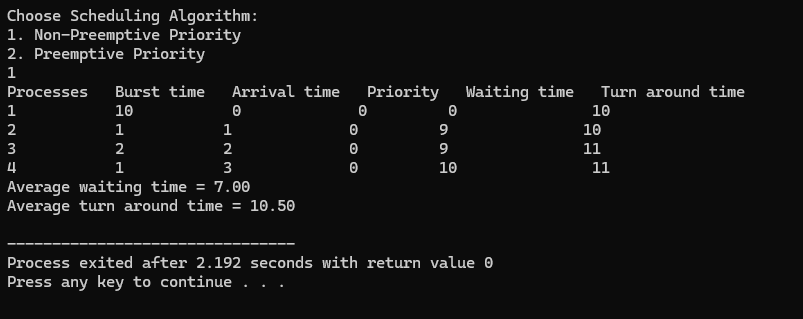 Choose Scheduling Algorithm:
1. Non-Preemptive Priority
2. Preemptive Priority
1
Processes   Burst time   Arrival time   Priority   Waiting time   Turn around time
1           10           0             0         0               10
2           1           1             0         9               10
3           2           2             0         9               11
4           1           3             0         10               11
Average waiting time = 7.00
Average turn around time = 10.50
--------------------------------
Process exited after 2.192 seconds with return value 0
Press any key to continue . . .